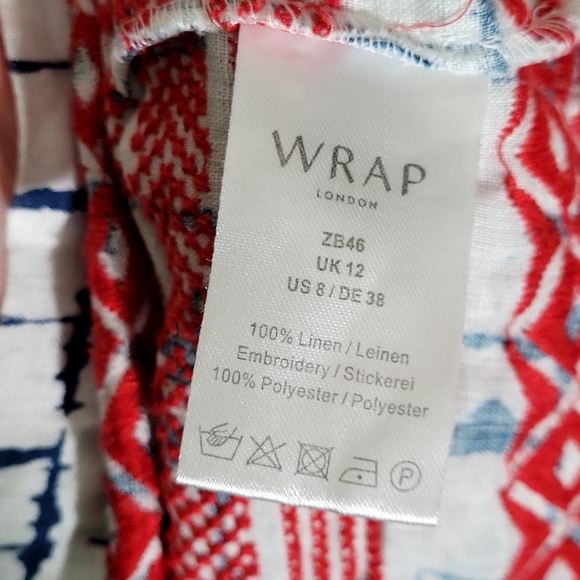 WRAP
LONDON
ZB46
UK 12
US 8 / DE 38
100% Linen / Leinen
Embroidery / Stickerei
100% Polyester / Polyester
P